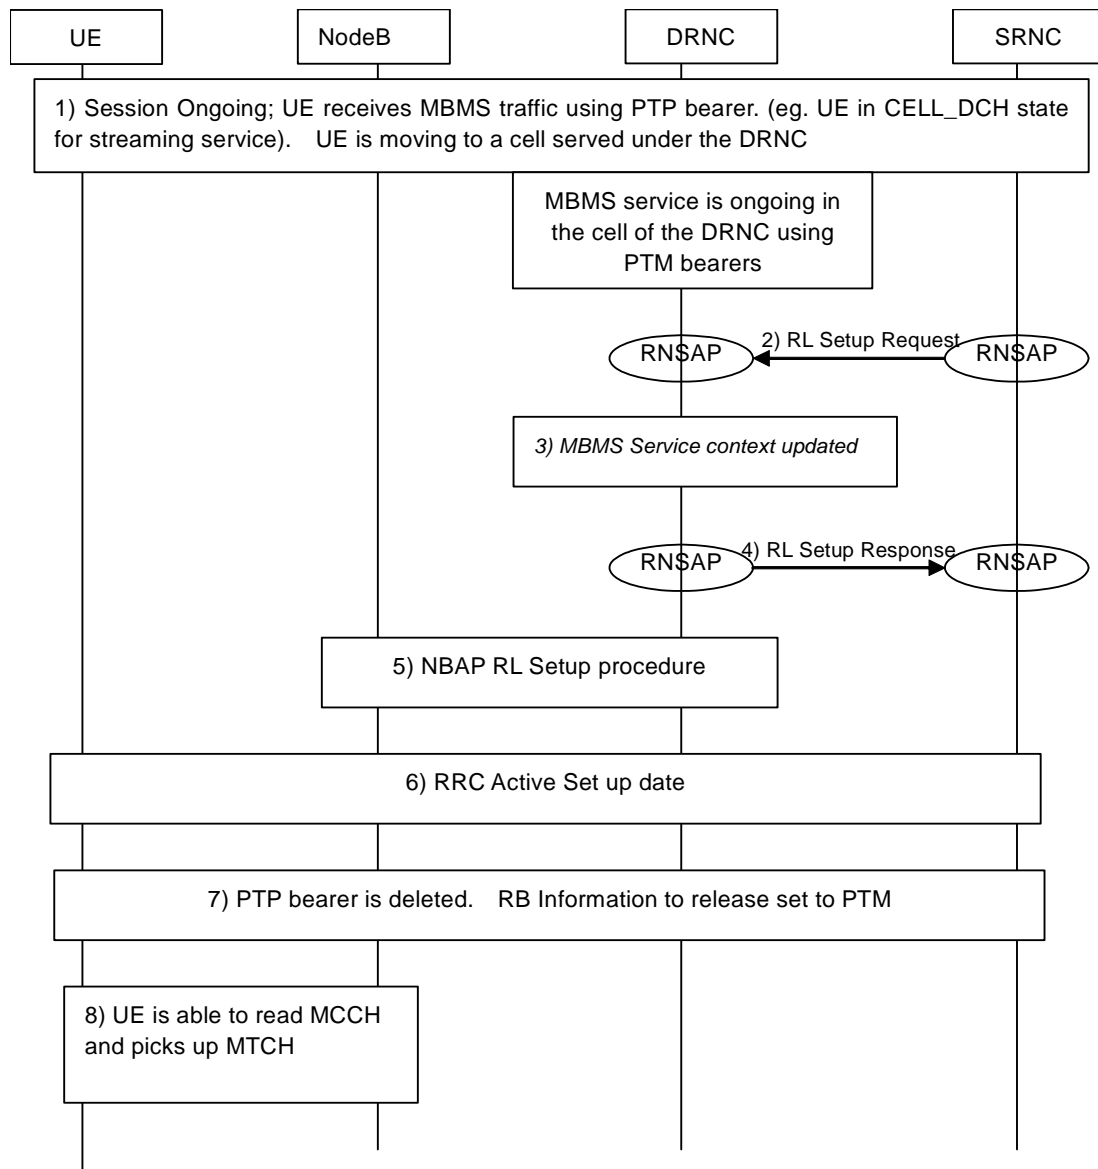 UE
NodeB
DRNC
SRNC
1) Session Ongoing; UE receives MBMS traffic using PTP bearer. (eg. UE in CELL_DCH state
for streaming service). UE is moving to a cell served under the DRNC
MBMS service is ongoing in
the cell of the DRNC using
PTM bearers
RNSAP
2) RL Setup Request
RNSAP
3) MBMS Service context updated
RNSAP
4) RL Setup Response
RNSAP
5) NBAP RL Setup procedure
6) RRC Active Set up date
7) PTP bearer is deleted. RB Information to release set to PTM
8) UE is able to read MCCH
and picks up MTCH